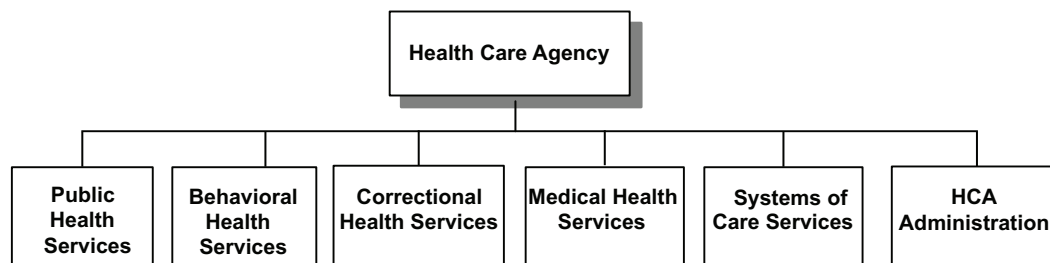 Health Care Agency
Public
Health
Services
Behavioral
Health
Services
Correctional
Health Services
Medical Health
Services
Systems of
Care Services
HCA
Administration